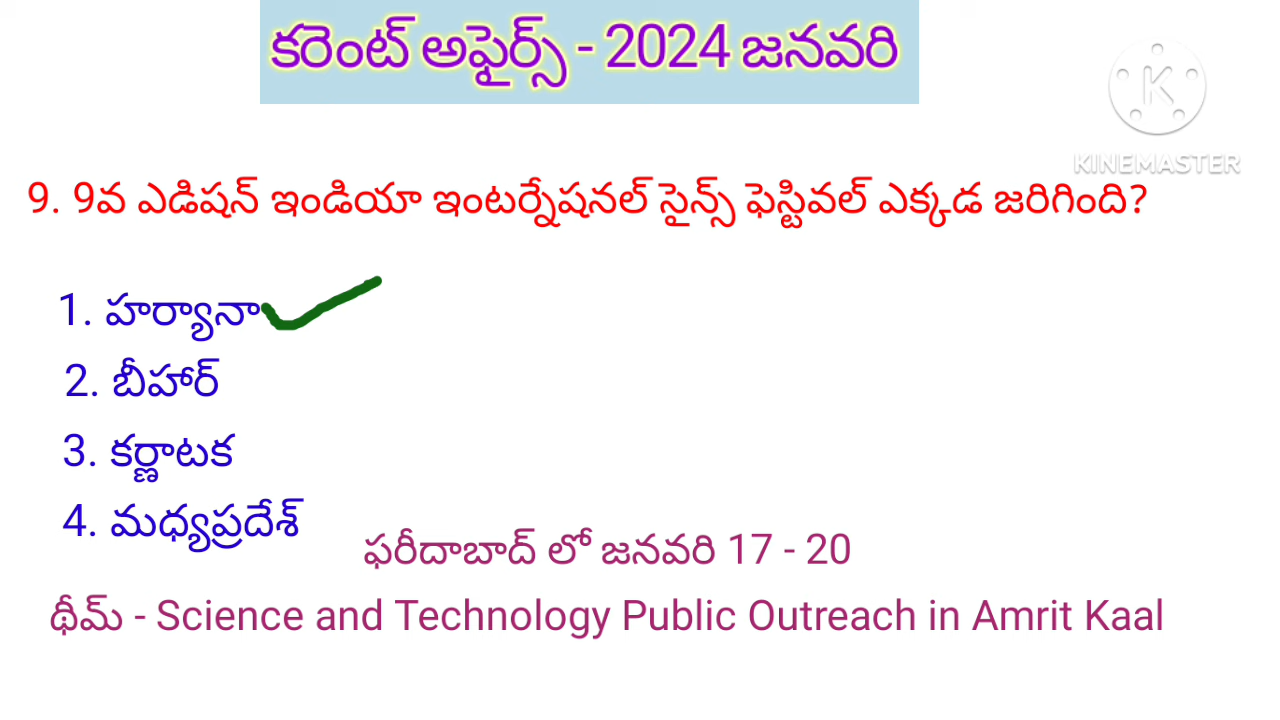 కరెంట్ అఫైర్స్ - 2024 జనవరి
KINEMASTER
9. 9వ ఎడిషన్ ఇండియా ఇంటర్నేషనల్ సైన్స్ ఫెస్టివల్ ఎక్కడ జరిగింది?
1. హర్యానా
2. బీహార్
3. కర్ణాటక
4. మధ్యప్రదేశ్
ఫరీదాబాద్ లో జనవరి 17 - 20
థీమ్ - Science and Technology Public Outreach in Amrit Kaal